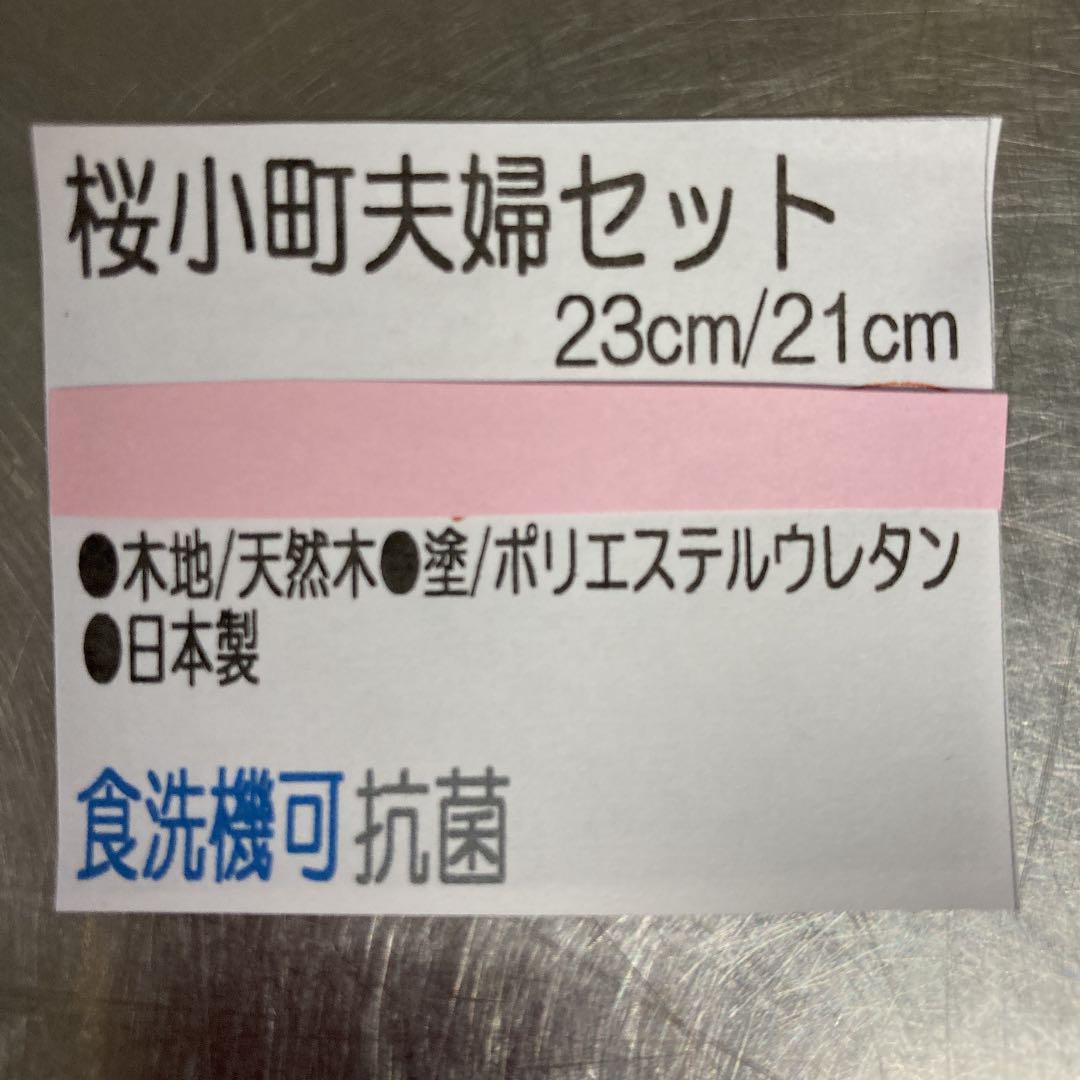 桜小町夫婦セット
23cm/21cm
●木地/天然木●塗/ポリエステルウレタン
●日本製
食洗機可 抗菌